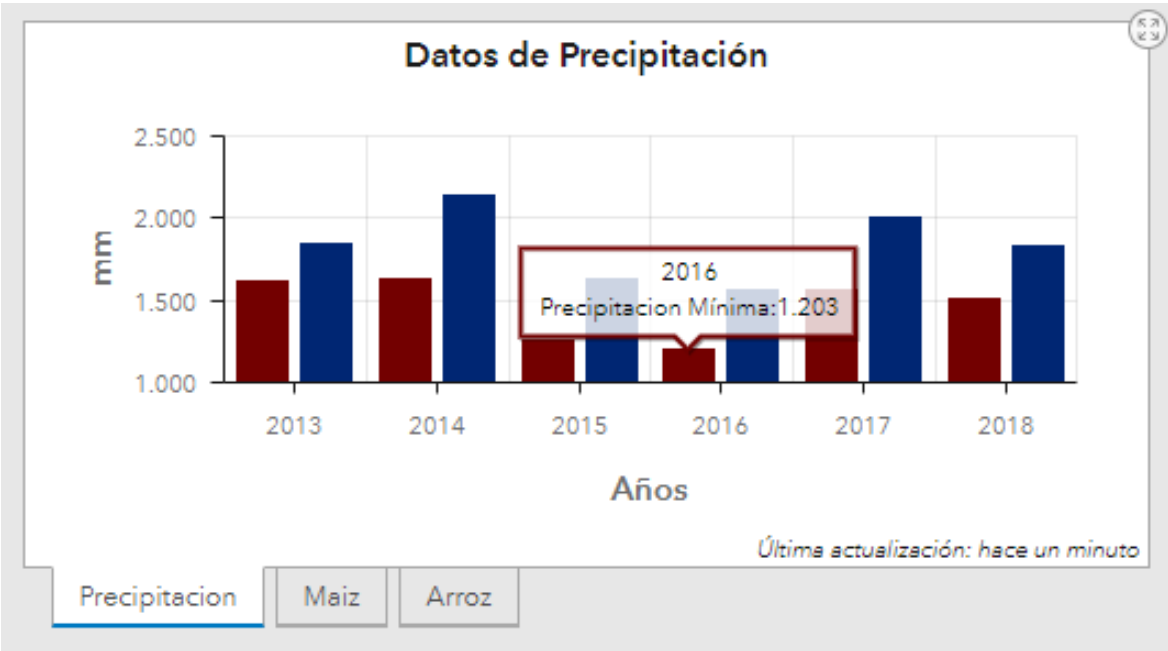 Datos de Precipitación
2.500
2.000
1.500
1.000
mm
2016
Precipitacion Mínima:1.203
2013 2014 2015 2016 2017 2018
Años
Última actualización: hace un minuto
Precipitacion Maiz Arroz